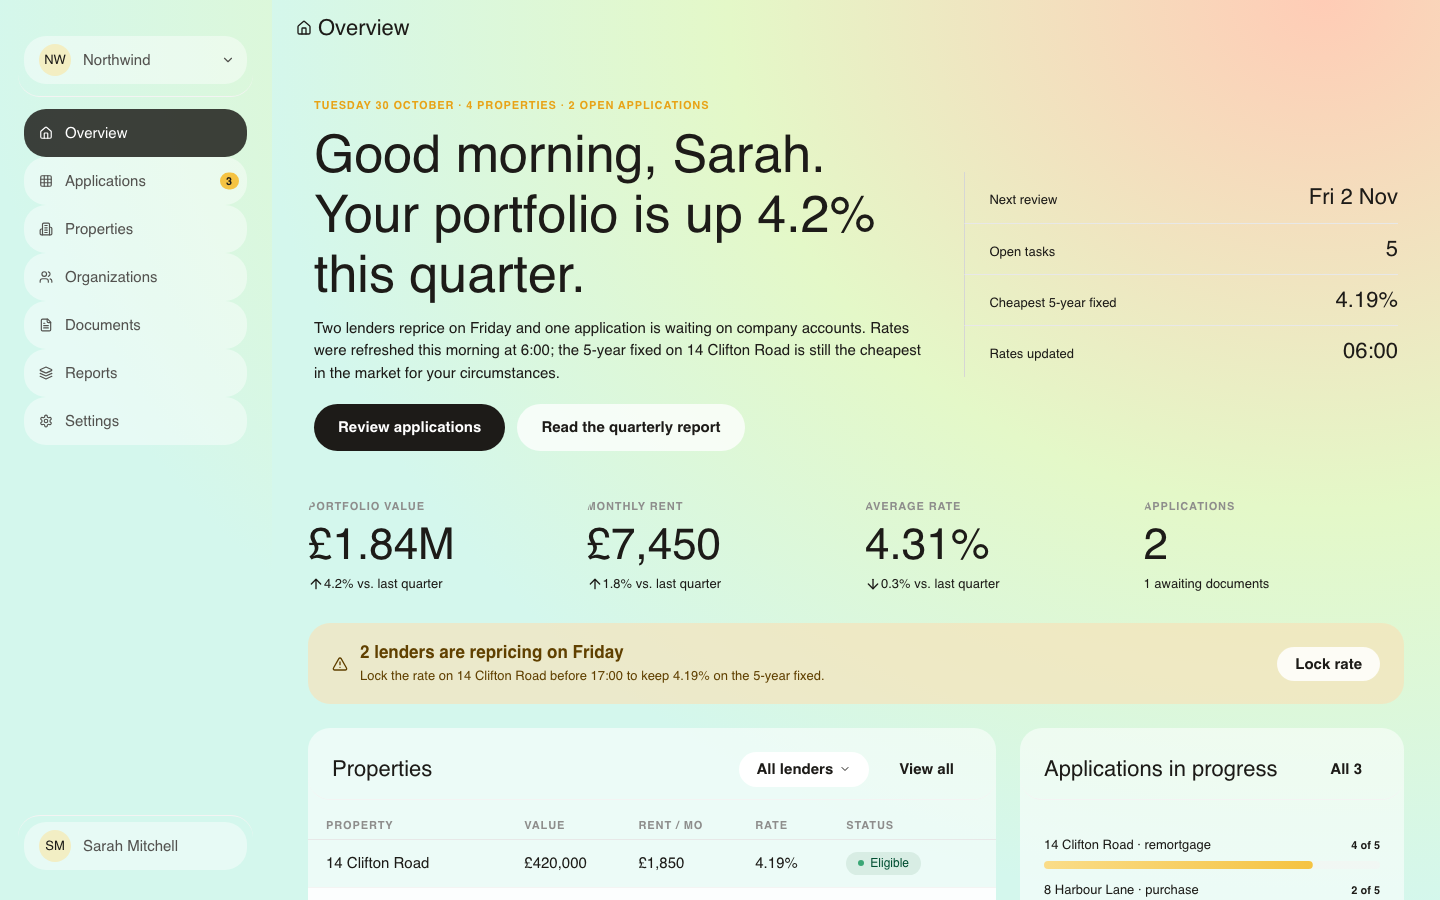 NW Northwind
Overview
Applications 3
Properties
Organizations
Documents
Reports
Settings
SM Sarah Mitchell
Overview
TUESDAY 30 OCTOBER · 4 PROPERTIES · 2 OPEN APPLICATIONS
Good morning, Sarah.
Your portfolio is up 4.2%
this quarter.
Two lenders reprice on Friday and one application is waiting on company accounts. Rates
were refreshed this morning at 6:00; the 5-year fixed on 14 Clifton Road is still the cheapest
in the market for your circumstances.
Review applications
Read the quarterly report
Next review Fri 2 Nov
Open tasks 5
Cheapest 5-year fixed 4.19%
Rates updated 06:00
PORTFOLIO VALUE
£1.84M
4.2% vs. last quarter
MONTHLY RENT
£7,450
1.8% vs. last quarter
AVERAGE RATE
4.31%
0.3% vs. last quarter
APPLICATIONS
2
1 awaiting documents
2 lenders are repricing on Friday
Lock the rate on 14 Clifton Road before 17:00 to keep 4.19% on the 5-year fixed.
Lock rate
Properties
All lenders
View all
PROPERTY VALUE RENT / MO RATE STATUS
14 Clifton Road £420,000 £1,850 4.19% Eligible
Applications in progress
All 3
14 Clifton Road · remortgage 4 of 5
8 Harbour Lane · purchase 2 of 5